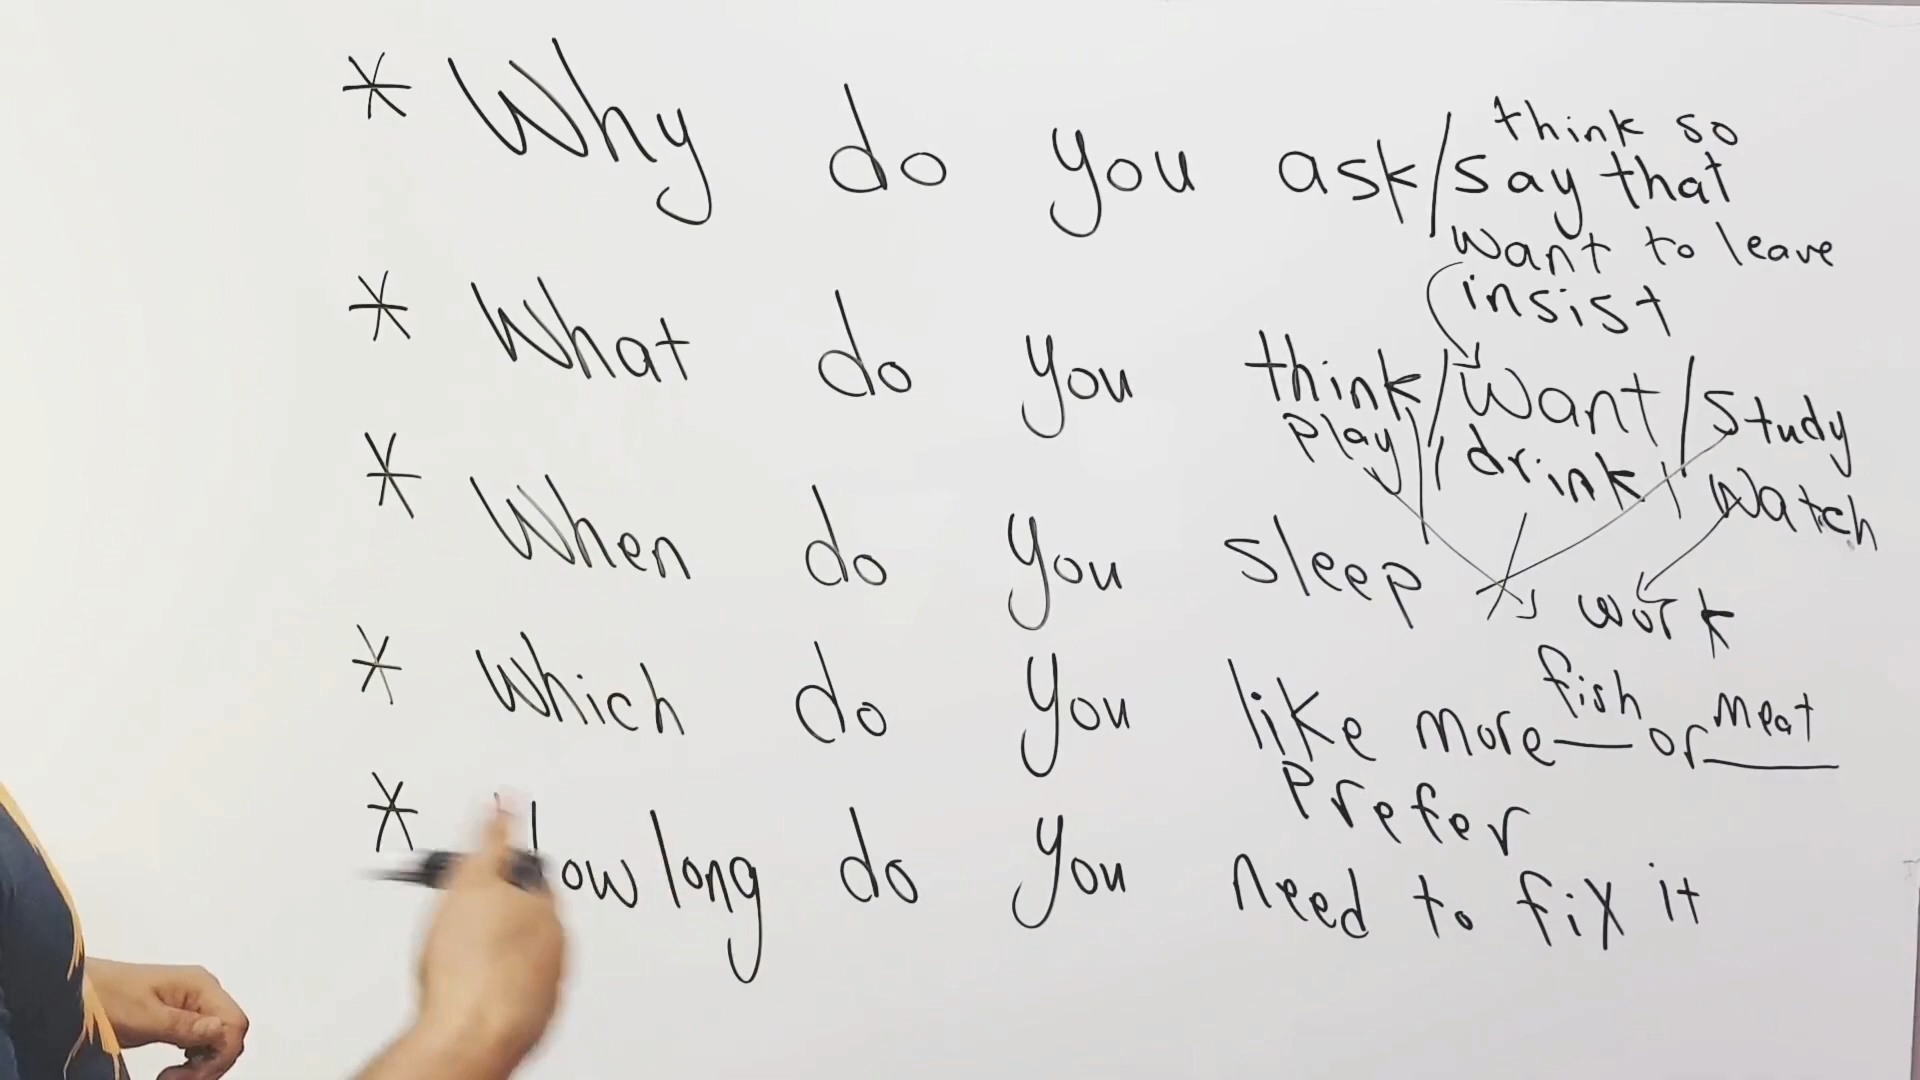 * Why do you ask/say that
think so
want to leave
insist
* What do you think/want/study
play/drink/watch
* When do you sleep / work
* Which do you like more fish or meat
prefer
* How long do you need to fix it